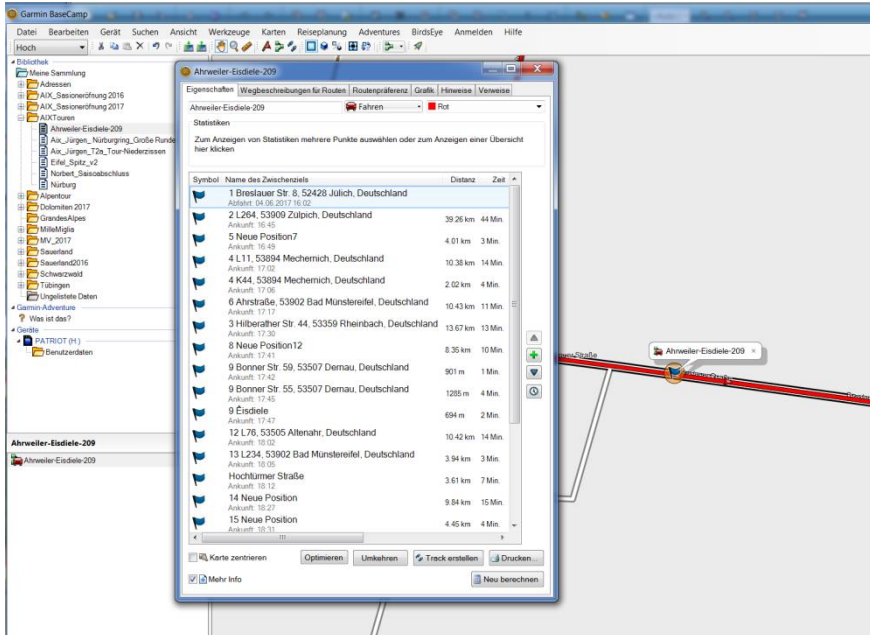 Garmin BaseCamp
Datei Bearbeiten Gerät Suchen Ansicht Werkzeuge Karten Reiseplanung Adventures BirdsEye Anmelden Hilfe
Hoch
Bibliothek
Meine Sammlung
Adressen
AIX_Sasioneröfnung 2016
AIX_Sasioneröfnung 2017
AIXTouren
Ahrweiler-Eisdiele-209
Aix_Jürgen_ Nürburgring_Große Runde
Aix_Jürgen_T2a_Tour-Niederzissen
Eifel_Spitz_v2
Norbert_Saisoabschluss
Nürburg
Alpentour
Dolomiten 2017
GrandesAlpes
MilleMiglia
MV_2017
Sauerland
Sauerland2016
Schwarzwald
Tübingen
Ungelistete Daten
Garmin-Adventure
Was ist das?
Geräte
PATRIOT (H:)
Benutzerdaten
Ahrweiler-Eisdiele-209
Ahrweiler-Eisdiele-209
Ahrweiler-Eisdiele-209
Eigenschaften Wegbeschreibungen für Routen Routenpräferenz Grafik Hinweise Verweise
Ahrweiler-Eisdiele-209 Fahren Rot
Statistiken
Zum Anzeigen von Statistiken mehrere Punkte auswählen oder zum Anzeigen einer Übersicht
hier klicken
Symbol Name des Zwischenziels Distanz Zeit
1 Breslauer Str. 8, 52428 Jülich, Deutschland
Abfahrt: 04.06.2017 16:02
2 L264, 53909 Zülpich, Deutschland 39.26 km 44 Min.
Ankunft: 16:45
5 Neue Position7 4.01 km 3 Min.
Ankunft: 16:49
4 L11, 53894 Mechernich, Deutschland 10.38 km 14 Min.
Ankunft: 17:02
4 K44, 53894 Mechernich, Deutschland 2.02 km 4 Min.
Ankunft: 17:06
6 Ahrstraße, 53902 Bad Münstereifel, Deutschland 10.43 km 11 Min.
Ankunft: 17:17
3 Hilberather Str. 44, 53359 Rheinbach, Deutschland 13.67 km 13 Min.
Ankunft: 17:30
8 Neue Position12 8.35 km 10 Min.
Ankunft: 17:41
9 Bonner Str. 59, 53507 Dernau, Deutschland 901 m 1 Min.
Ankunft: 17:42
9 Bonner Str. 55, 53507 Dernau, Deutschland 1285 m 4 Min.
Ankunft: 17:45
9 Éisdiele 694 m 2 Min.
Ankunft: 17:47
12 L76, 53505 Altenahr, Deutschland 10.42 km 14 Min.
Ankunft: 18:02
13 L234, 53902 Bad Münstereifel, Deutschland 3.94 km 3 Min.
Ankunft: 18:05
Hochtürmer Straße 3.61 km 7 Min.
Ankunft: 18:12
14 Neue Position 9.84 km 15 Min.
Ankunft: 18:27
15 Neue Position 4.45 km 4 Min.
Ankunft: 18:31
Karte zentrieren Optimieren Umkehren Track erstellen Drucken...
Mehr Info Neu berechnen
Ahrweiler-Eisdiele-209